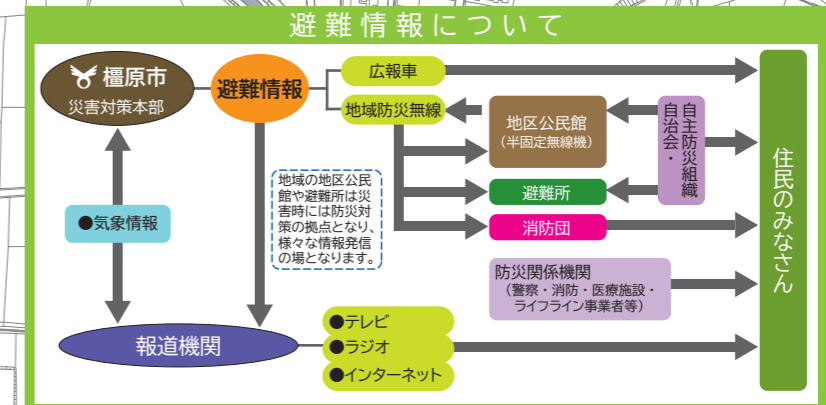 避難情報について
橿原市
災害対策本部
避難情報
広報車
地域防災無線
地区公民館
（半固定無線機）
自治会・
自主防災組織
避難所
消防団
住民のみなさん
●気象情報
地域の地区公民
館や避難所は災
害時には防災対
策の拠点となり、
様々な情報発信
の場となります。
防災関係機関
（警察・消防・医療施設・
ライフライン事業者等）
報道機関
●テレビ
●ラジオ
●インターネット